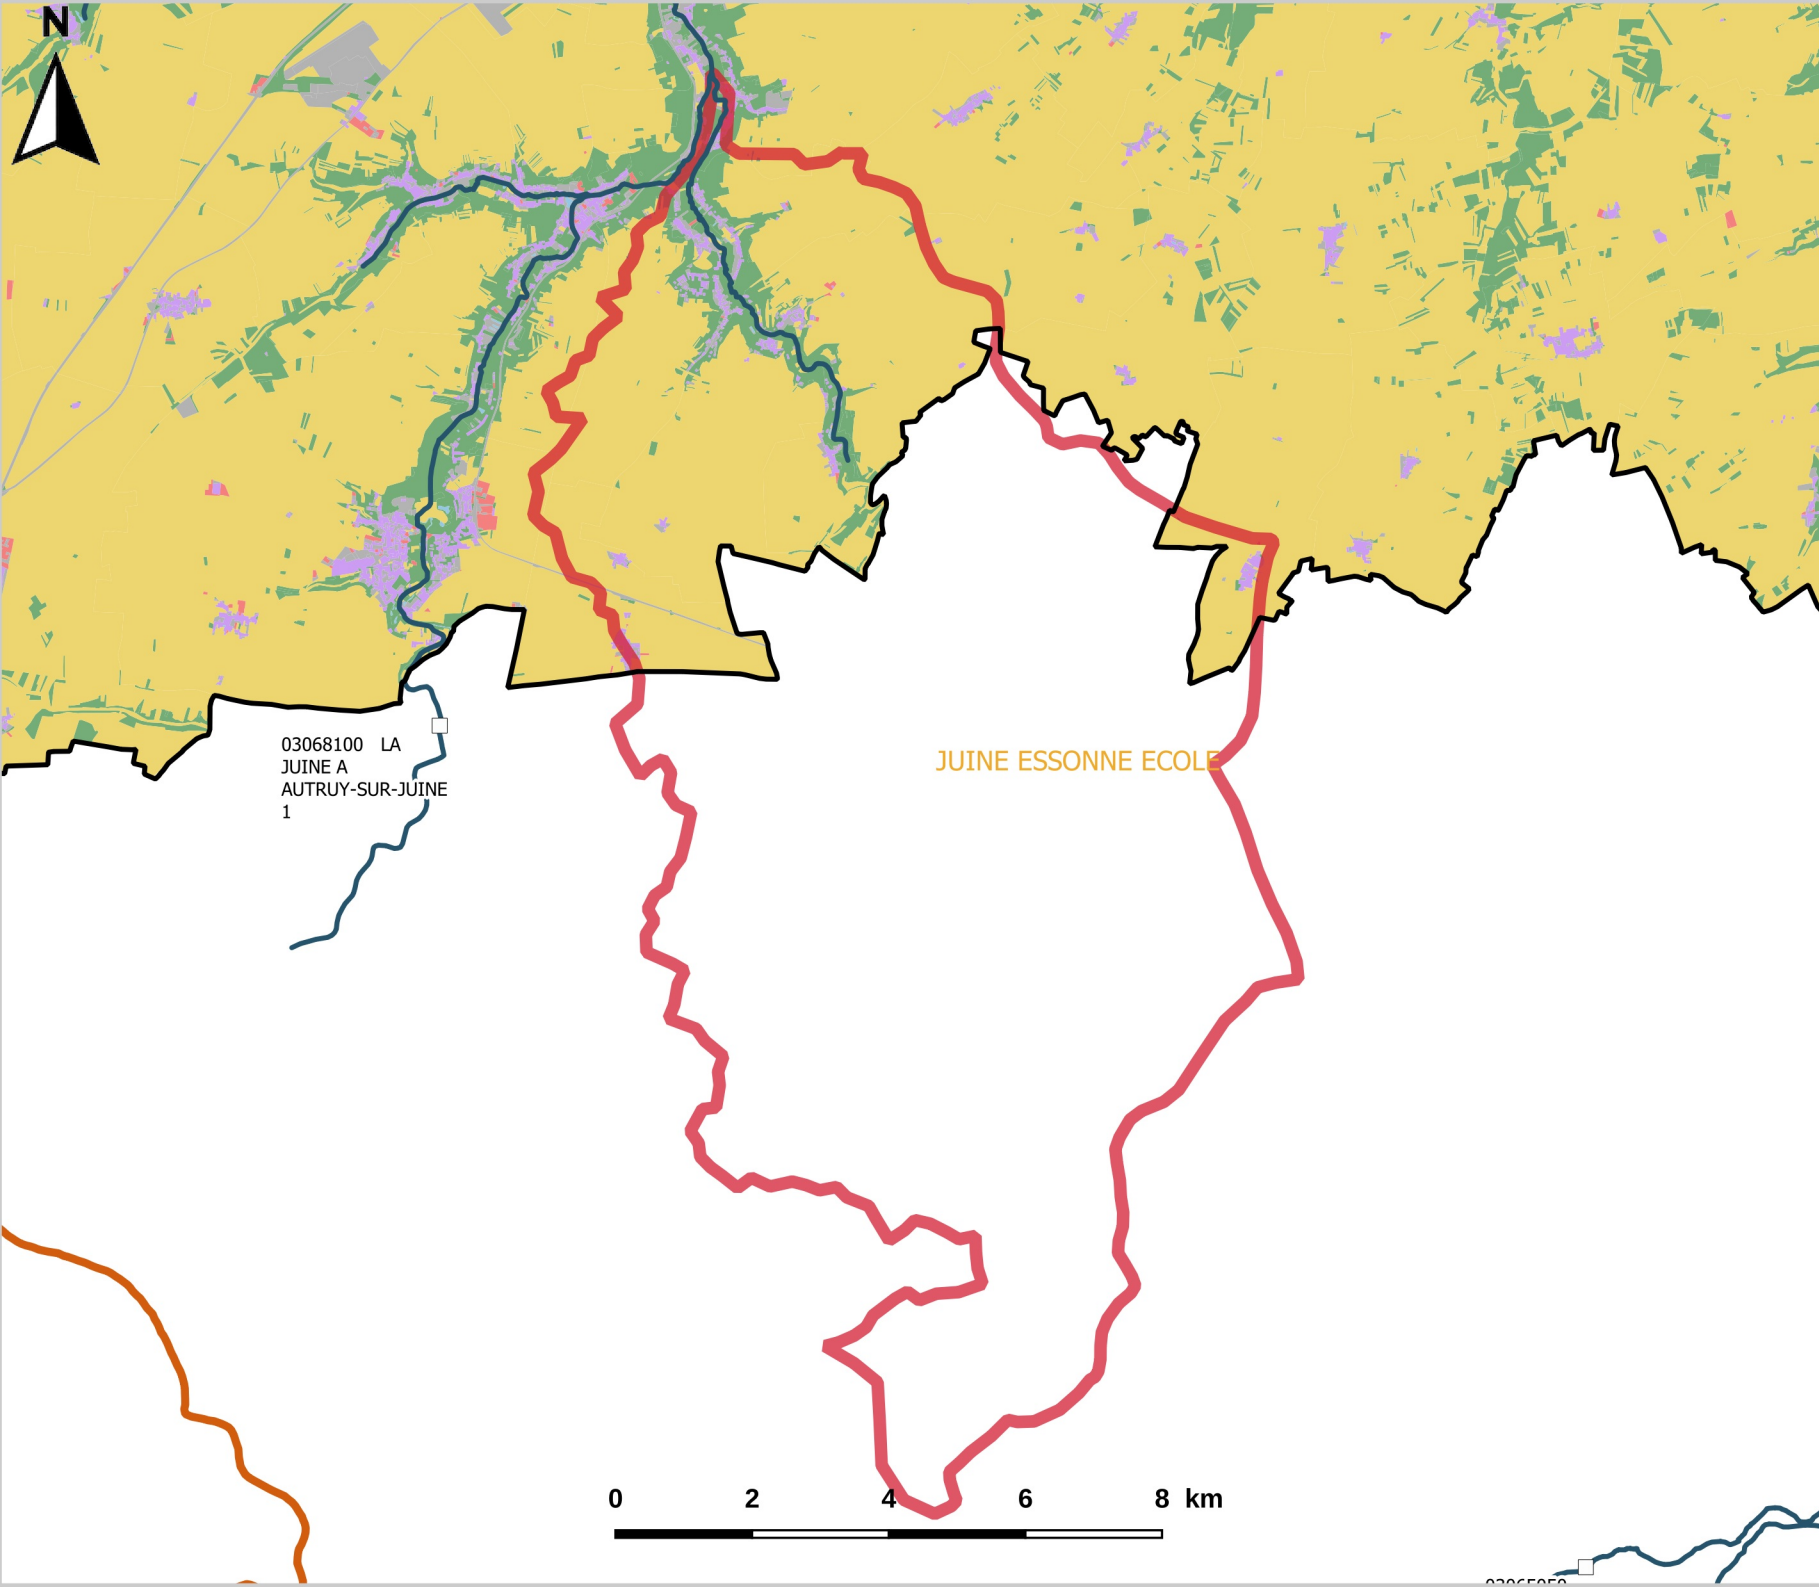 N
03068100 LA
JUINE A
AUTRUY-SUR-JUINE
1
JUINE ESSONNE ECOLE
0 2 4 6 8 km